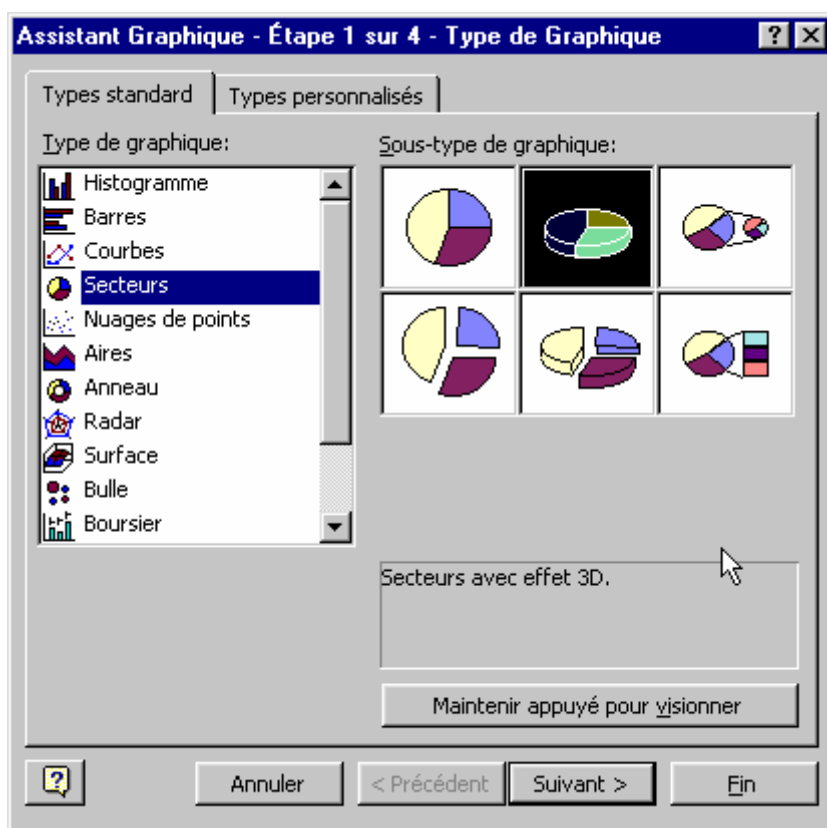 Assistant Graphique - Étape 1 sur 4 - Type de Graphique
Types standard
Types personnalisés
Type de graphique:
Histogramme
Barres
Courbes
Secteurs
Nuages de points
Aires
Anneau
Radar
Surface
Bulle
Boursier
Sous-type de graphique:
Secteurs avec effet 3D.
Maintenir appuyé pour visionner
Annuler
< Précédent
Suivant >
Fin